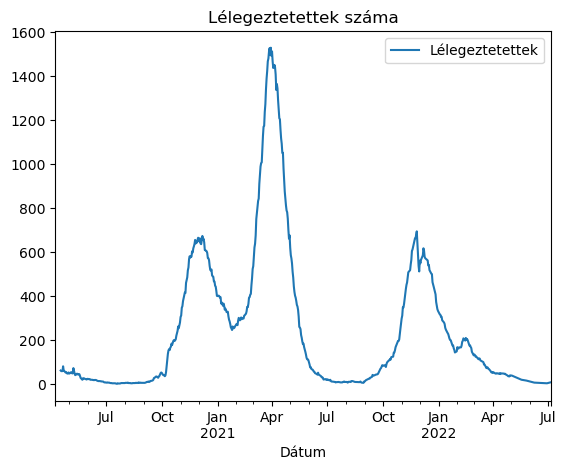 Lélegeztetettek száma
Lélegeztetettek
1600
1400
1200
1000
800
600
400
200
0
Jul Oct Jan Apr Jul Oct Jan Apr Jul
2021 2022
Dátum